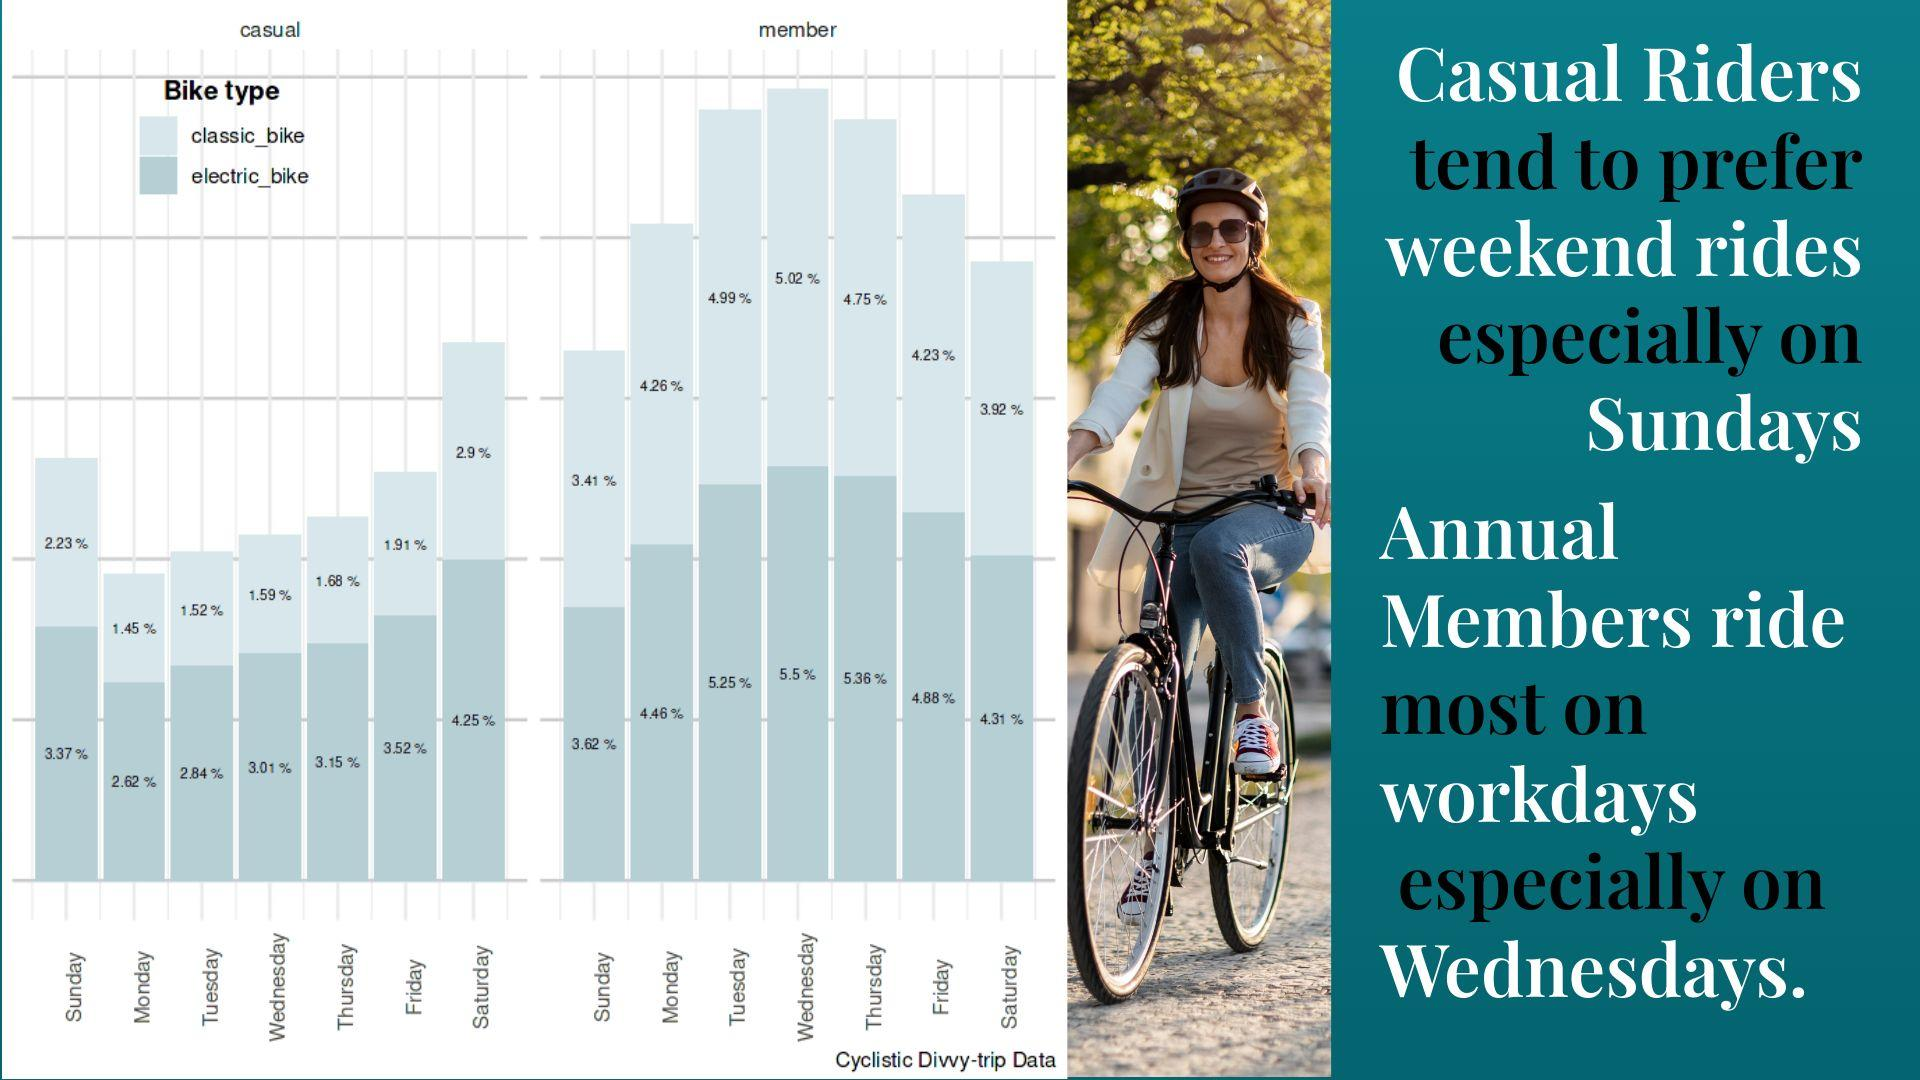 casual
member
Bike type
classic_bike
electric_bike
2.23 %
1.45 %
1.52 %
1.59 %
1.68 %
1.91 %
2.9 %
3.37 %
2.62 %
2.84 %
3.01 %
3.15 %
3.52 %
4.25 %
3.41 %
4.26 %
4.99 %
5.02 %
4.75 %
4.23 %
3.92 %
3.62 %
4.46 %
5.25 %
5.5 %
5.36 %
4.88 %
4.31 %
Sunday
Monday
Tuesday
Wednesday
Thursday
Friday
Saturday
Sunday
Monday
Tuesday
Wednesday
Thursday
Friday
Saturday
Cyclistic Divvy-trip Data
Casual Riders
tend to prefer
weekend rides
especially on
Sundays
Annual
Members ride
most on
workdays
especially on
Wednesdays.